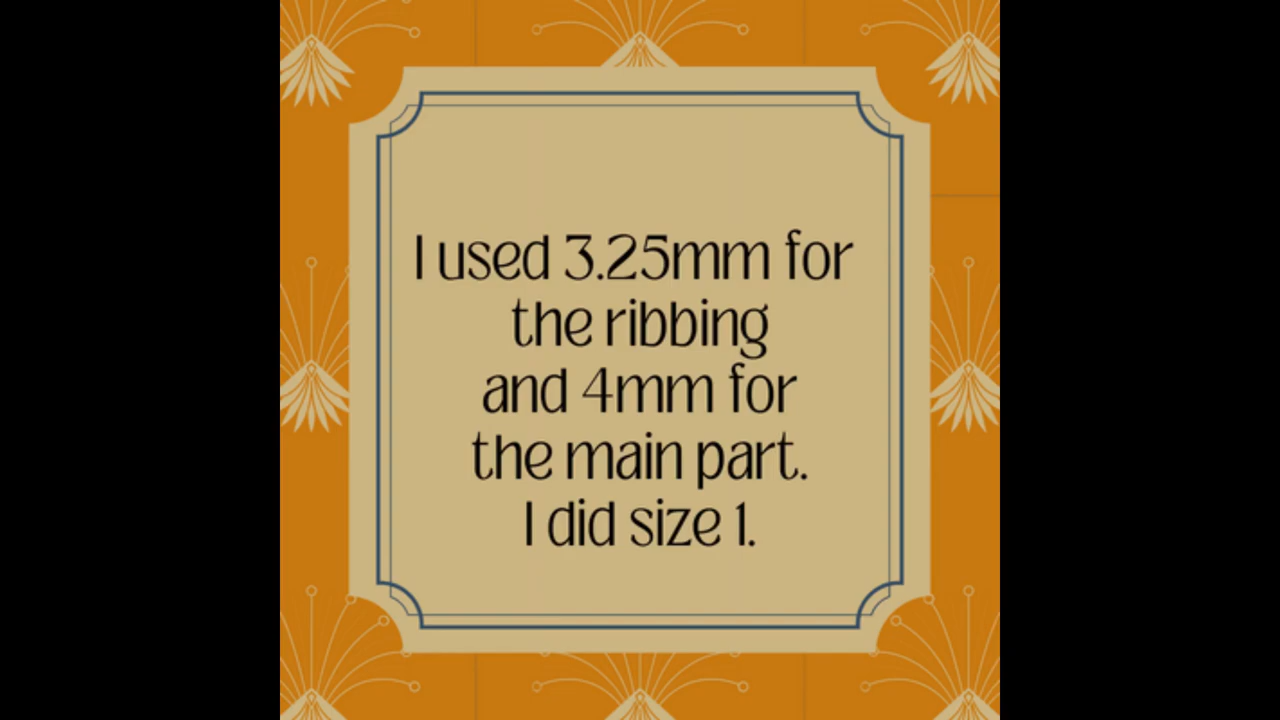 I used 3.25mm for
the ribbing
and 4mm for
the main part.
I did size 1.